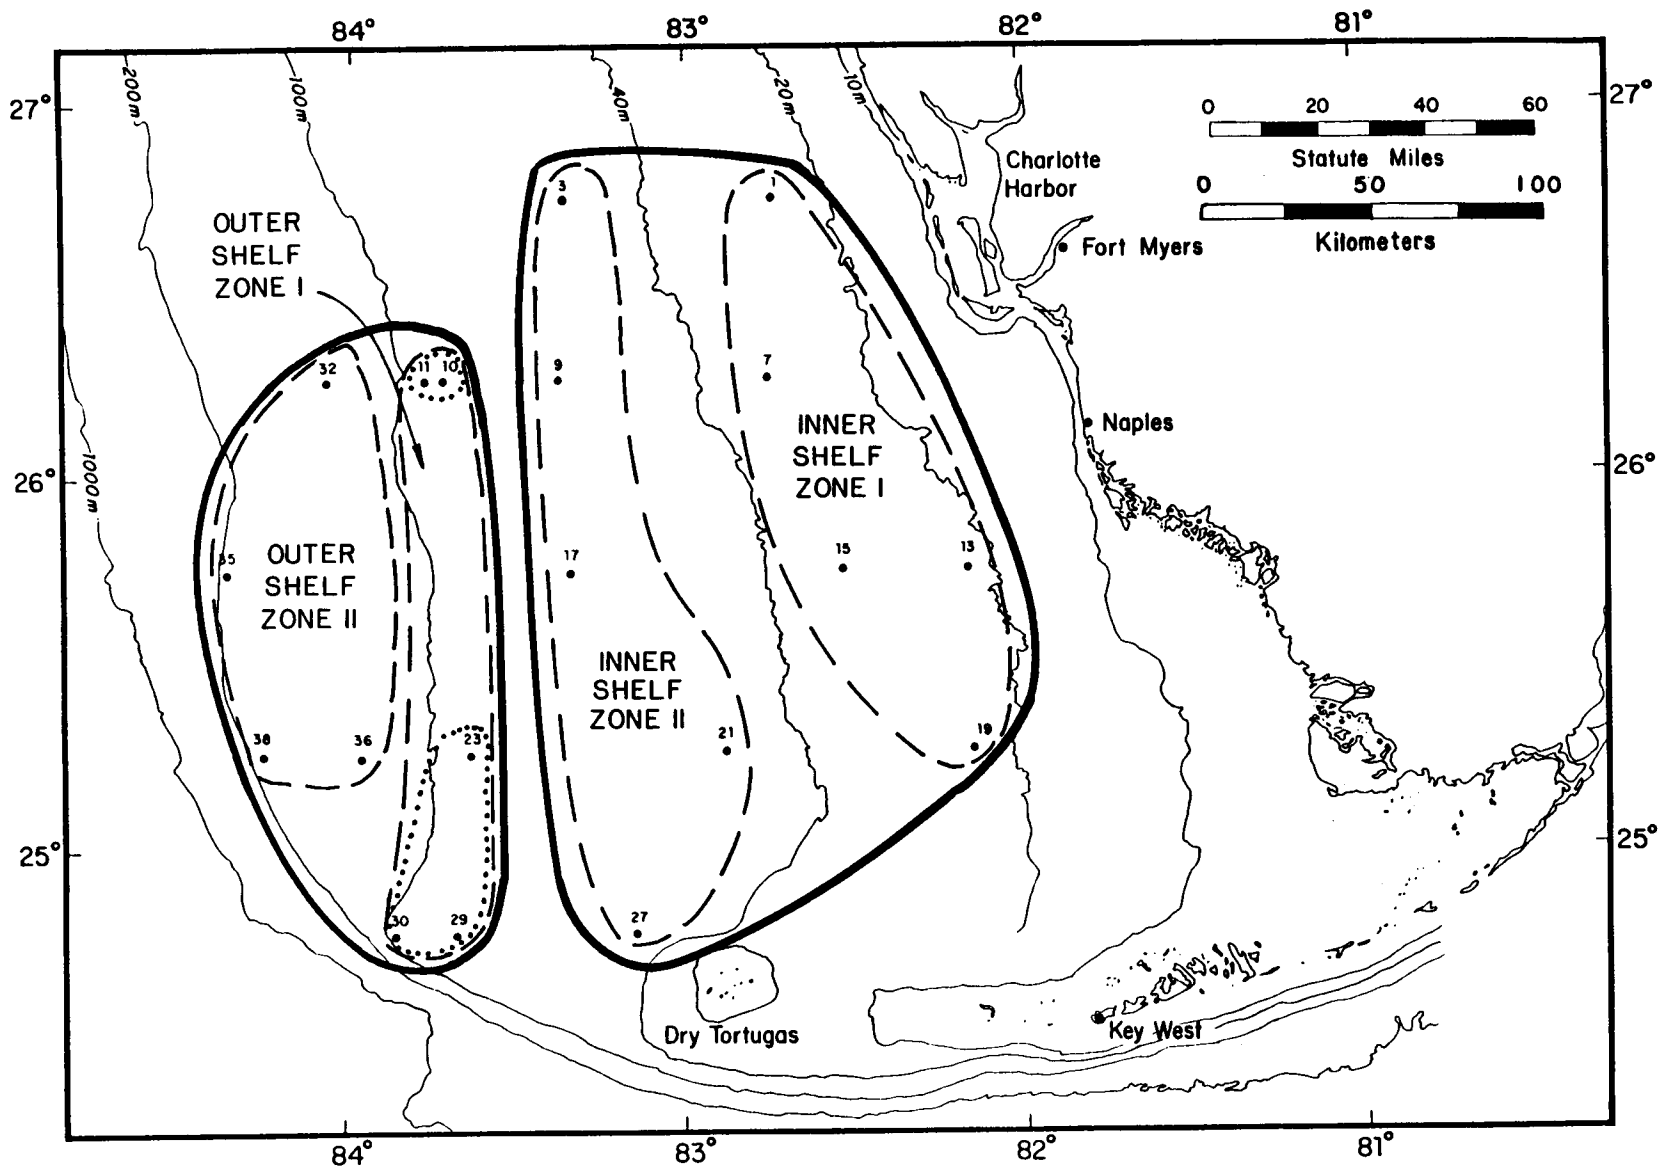 84°
83°
82°
81°
27°
27°
200m
100m
40m
20m
10m
0 20 40 60
Statute Miles
0 50 100
Kilometers
Charlotte
Harbor
Fort Myers
OUTER
SHELF
ZONE I
3
1
32
11
10
9
7
INNER
SHELF
ZONE I
Naples
1000m
26°
26°
35
OUTER
SHELF
ZONE II
17
15
13
INNER
SHELF
ZONE II
38
36
23
21
19
25°
25°
30
29
27
Dry Tortugas
Key West
84°
83°
82°
81°